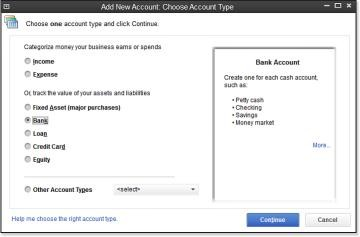 Add New Account: Choose Account Type
Choose one account type and click Continue.
Categorize money your business earns or spends
Income
Expense
Or, track the value of your assets and liabilities
Fixed Asset (major purchases)
Bank
Loan
Credit Card
Equity
Other Account Types
<select>
Bank Account
Create one for each cash account, such as:
• Petty cash
• Checking
• Savings
• Money market
More...
Help me choose the right account type.
Continue
Cancel